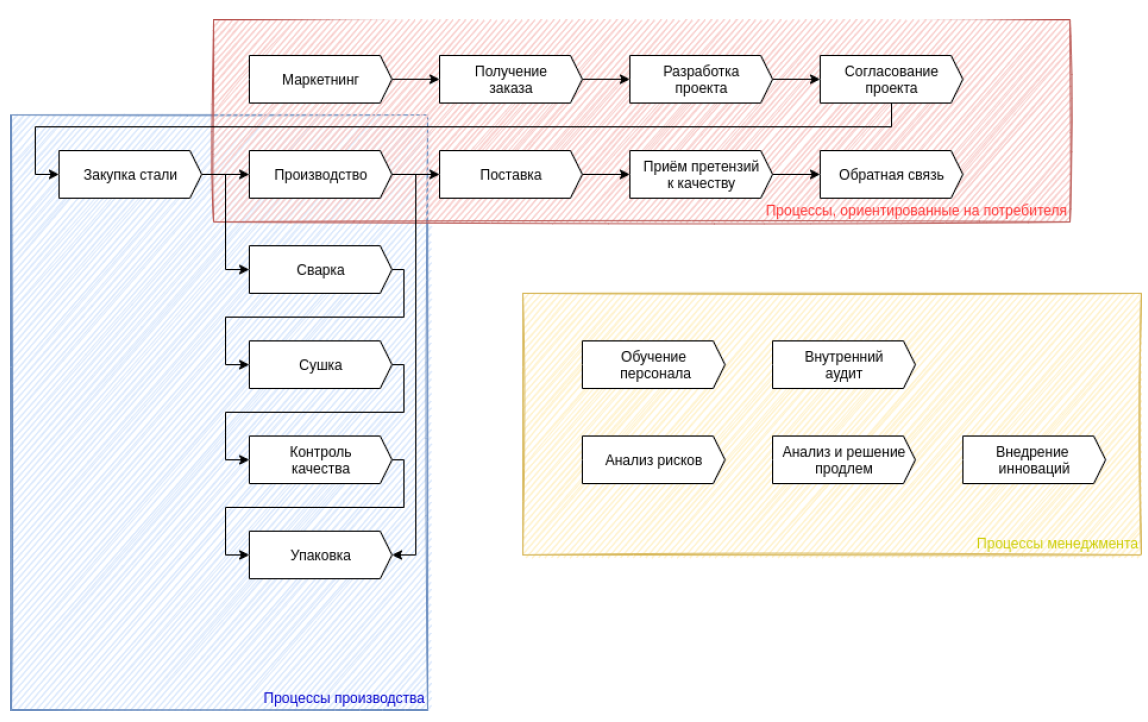 Маркетнинг
Получение
заказа
Разработка
проекта
Согласование
проекта
Закупка стали
Производство
Поставка
Приём претензий
к качеству
Обратная связь
Процессы, ориентированные на потребителя
Сварка
Сушка
Контроль
качества
Упаковка
Процессы производства
Обучение
персонала
Внутренний
аудит
Анализ рисков
Анализ и решение
продлем
Внедрение
инноваций
Процессы менеджмента